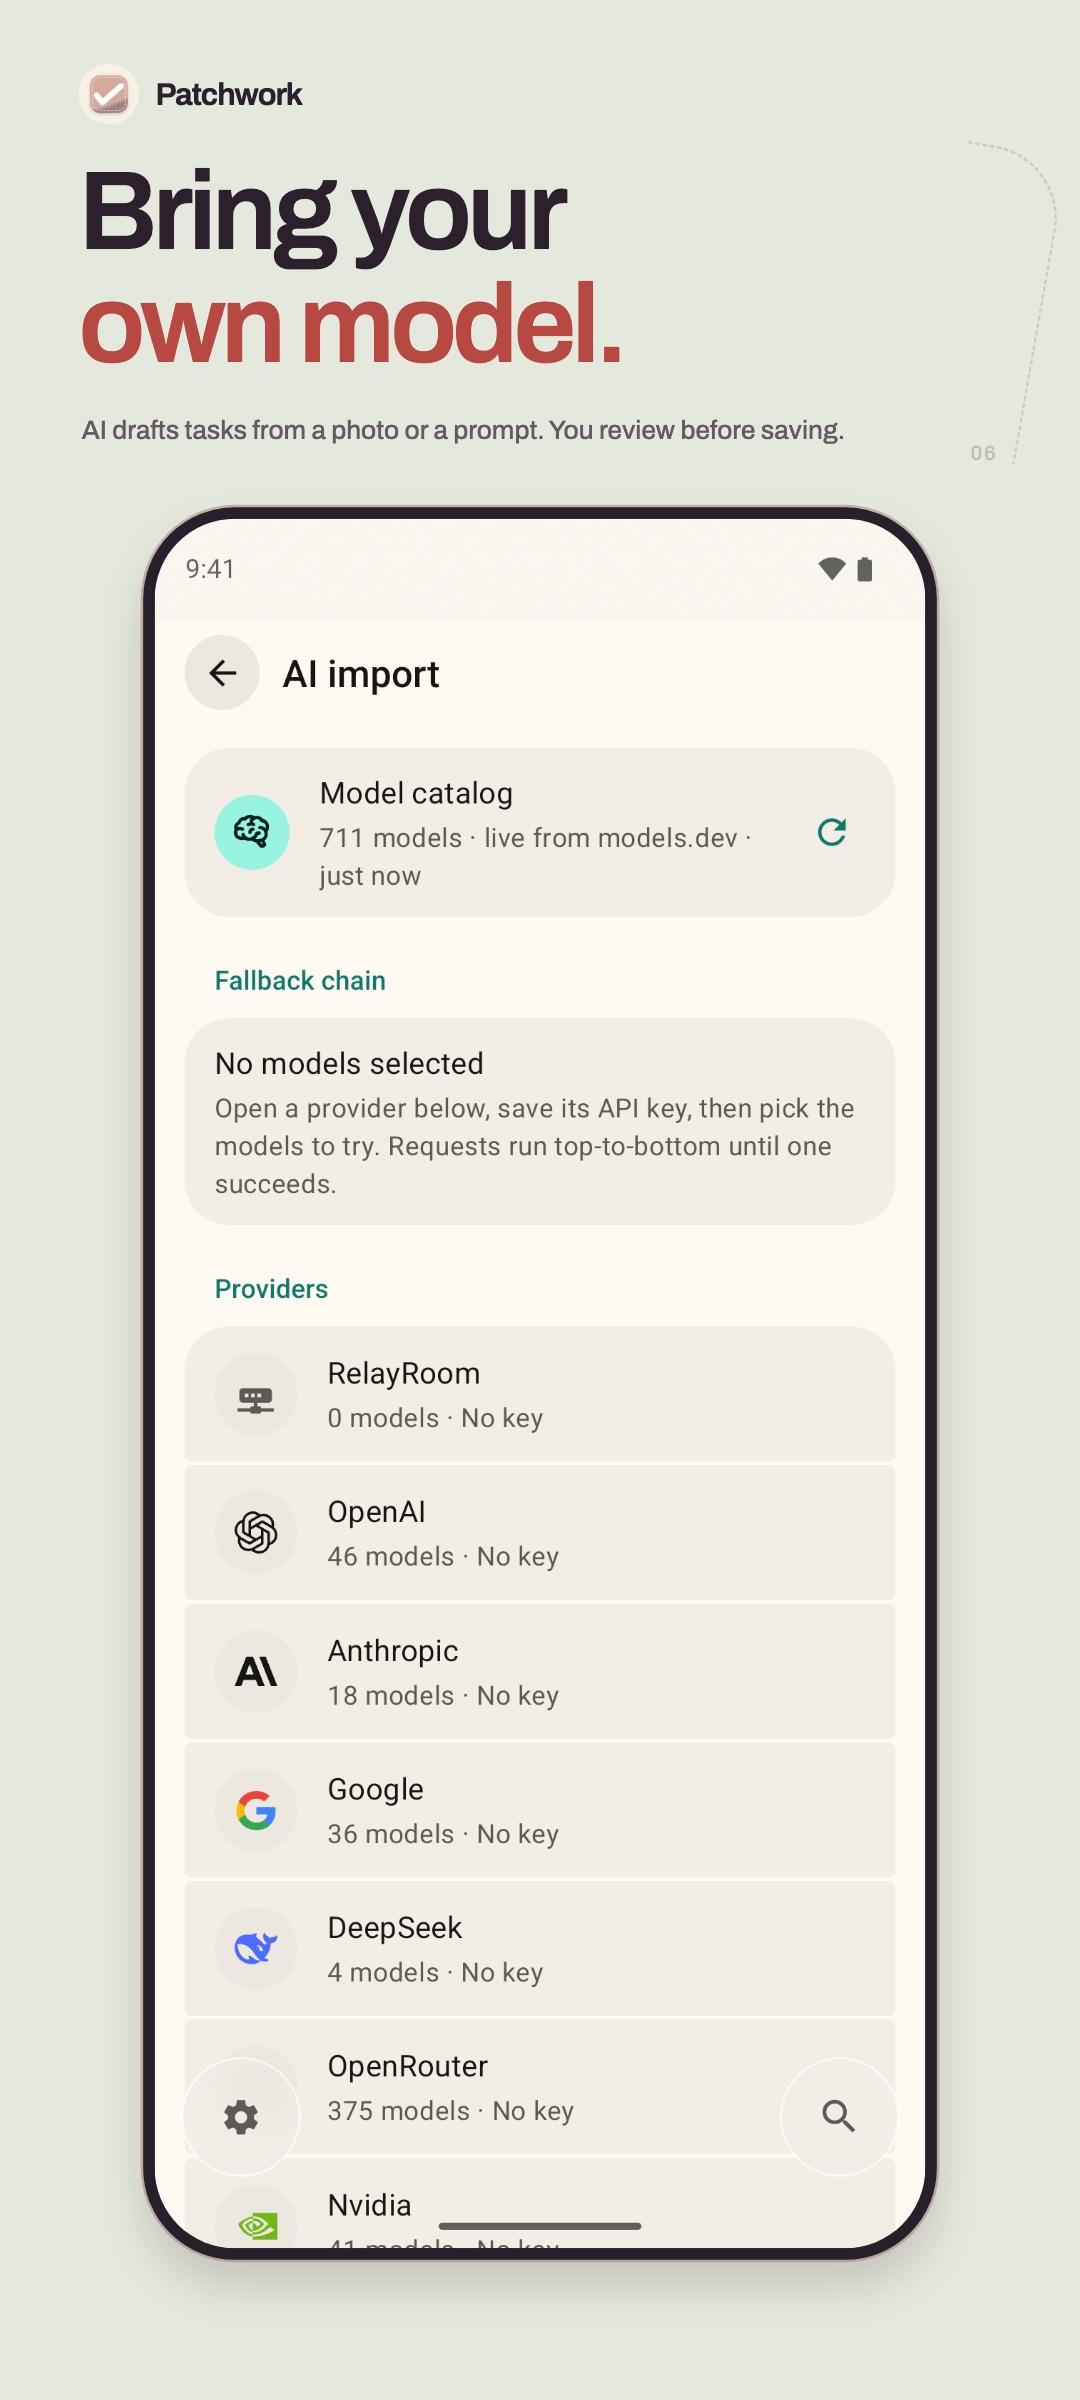 Patchwork
Bring your
own model.
AI drafts tasks from a photo or a prompt. You review before saving.
06
9:41
AI import
Model catalog
711 models · live from models.dev ·
just now
Fallback chain
No models selected
Open a provider below, save its API key, then pick the
models to try. Requests run top-to-bottom until one
succeeds.
Providers
RelayRoom
0 models · No key
OpenAI
46 models · No key
Anthropic
18 models · No key
Google
36 models · No key
DeepSeek
4 models · No key
OpenRouter
375 models · No key
Nvidia
41 models · No key